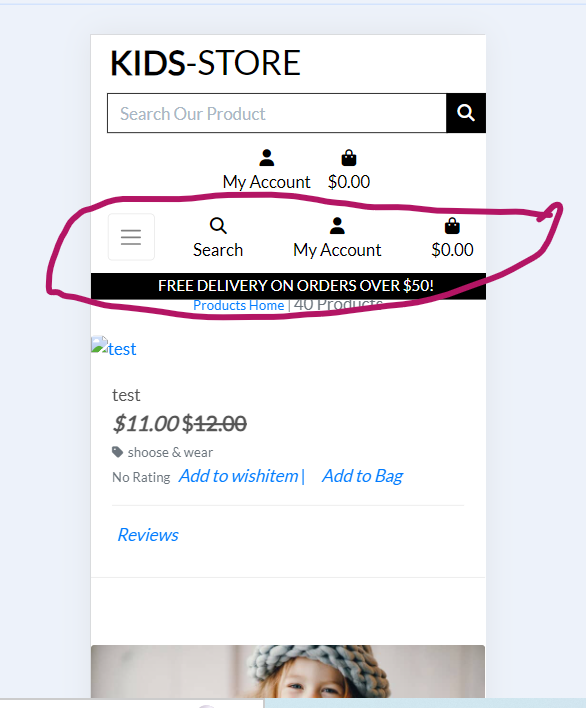 KIDS-STORE
Search Our Product
My Account $0.00
Search My Account $0.00
FREE DELIVERY ON ORDERS OVER $50!
Products Home | 40 Products
test
test
$11.00 $12.00
shoose & wear
No Rating Add to wishitem | Add to Bag
Reviews